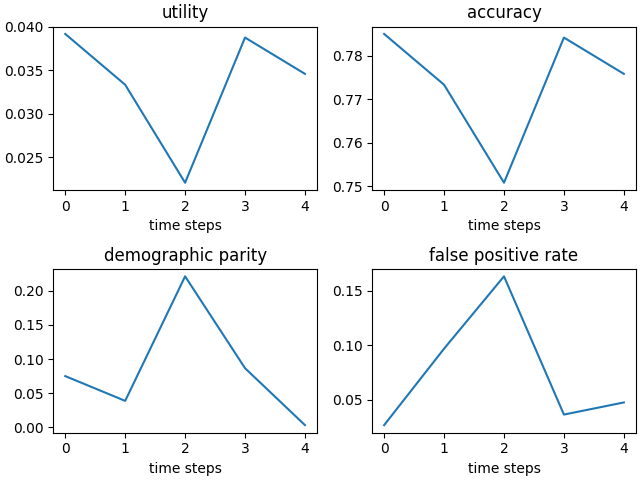 utility
0.040
0.035
0.030
0.025
0 1 2 3 4
time steps
accuracy
0.78
0.77
0.76
0.75
0 1 2 3 4
time steps
demographic parity
0.20
0.15
0.10
0.05
0.00
0 1 2 3 4
time steps
false positive rate
0.15
0.10
0.05
0 1 2 3 4
time steps